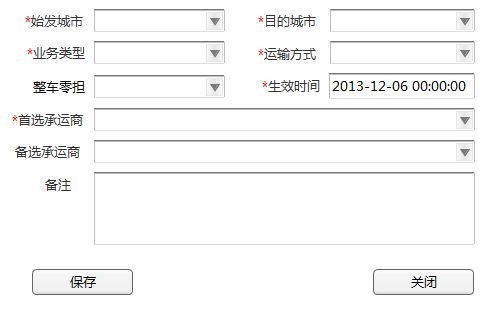 *始发城市 *目的城市
*业务类型 *运输方式
整车零担 *生效时间 2013-12-06 00:00:00
*首选承运商
备选承运商
备注
保存 关闭